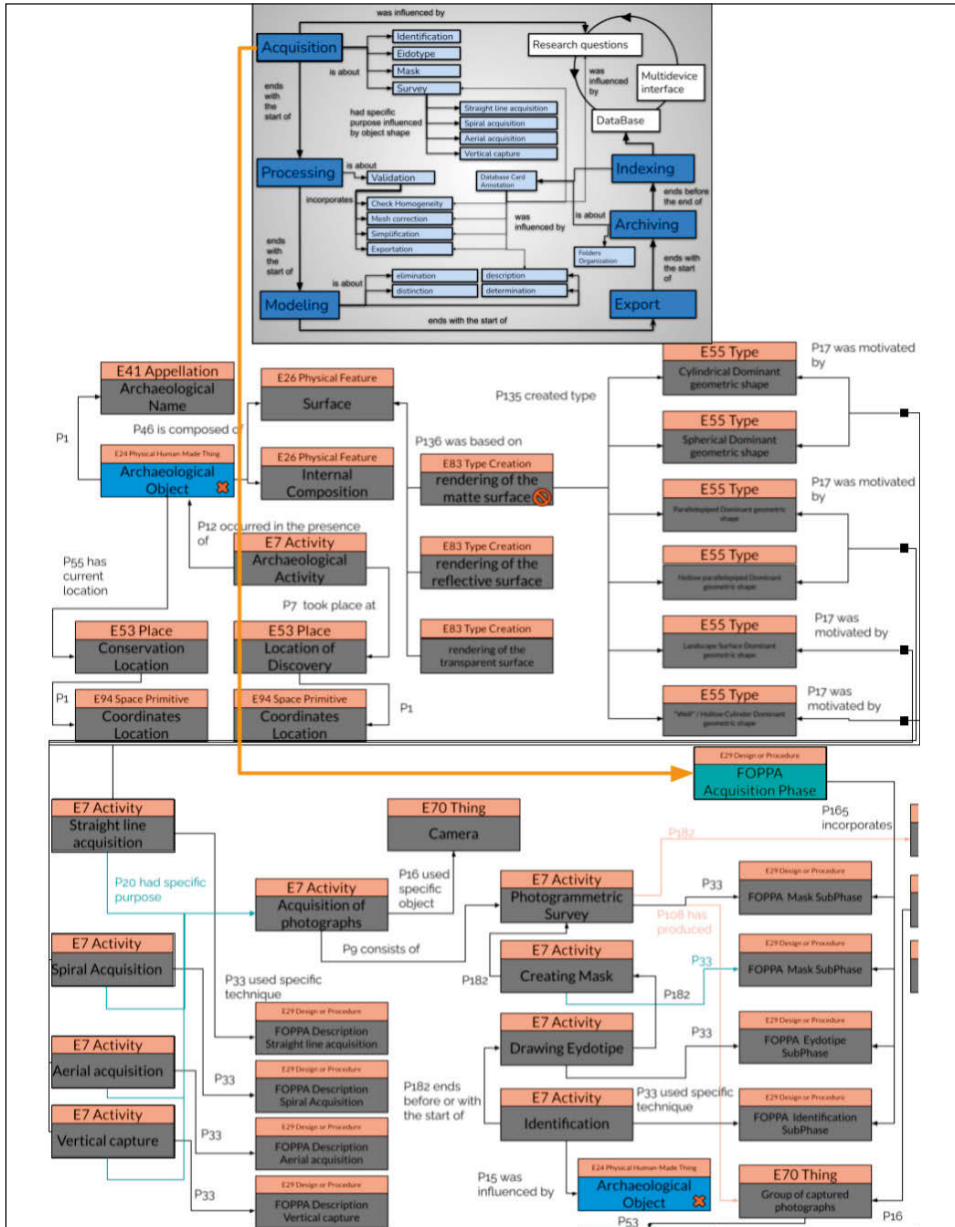 was influenced by
Acquisition
Identification
Eidotype
is about
Mask
Survey
Research questions
was
influenced
by
Multidevice
interface
DataBase
ends
with
the
start of
had specific
purpose influenced
by object shape
Straight line acquisition
Spiral acquisition
Aerial acquisition
Vertical capture
Processing
is about
Validation
Database Card
Annotation
Indexing
incorporates
Check Homogeneity
Mesh correction
Simplification
Exportation
was
influenced by
ends before
the end of
is about
Archiving
Folders
Organization
ends
with
the
start of
ends with
the start
of
Modeling
is about
elimination
distinction
description
determination
Export
ends with the start of
E41 Appellation
Archaeological
Name
P1
P46 is composed of
E24 Physical Human Made Thing
Archaeological
Object
E26 Physical Feature
Surface
E26 Physical Feature
Internal
Composition
P12 occurred in the presence
of
E7 Activity
Archaeological
Activity
P55 has
current
location
P7 took place at
E53 Place
Conservation
Location
E53 Place
Location of
Discovery
P1
E94 Space Primitive
Coordinates
Location
E94 Space Primitive
Coordinates
Location
P1
P135 created type
P136 was based on
E83 Type Creation
rendering of the
matte surface
E83 Type Creation
rendering of
the reflective surface
E83 Type Creation
rendering of the
transparent surface
E55 Type
Cylindrical Dominant
geometric shape
P17 was motivated
by
E55 Type
Spherical Dominant
geometric shape
E55 Type
Parallelepiped Dominant geometric
shape
P17 was motivated
by
E55 Type
Hollow parallelepiped Dominant
geometric shape
E55 Type
Landscape Surface Dominant
geometric shape
P17 was
motivated by
E55 Type
"Well" / Hollow Cylinder Dominant
geometric shape
P17 was
motivated by
E29 Design or Procedure
FOPPA
Acquisition Phase
P165
incorporates
E7 Activity
Straight line
acquisition
E70 Thing
Camera
P182
P20 had specific
purpose
E7 Activity
Acquisition of
photographs
P16 used
specific
object
E7 Activity
Photogrammetric
Survey
P33
E29 Design or Procedure
FOPPA Mask SubPhase
P108 has
produced
P9 consists of
E7 Activity
Spiral Acquisition
P182
E7 Activity
Creating Mask
P33
P182
E29 Design or Procedure
FOPPA Mask SubPhase
P33 used specific
technique
E29 Design or Procedure
FOPPA Description
Straight line acquisition
E7 Activity
Drawing Eydotipe
P33
E29 Design or Procedure
FOPPA Eydotipe
SubPhase
E7 Activity
Aerial acquisition
P33
E29 Design or Procedure
FOPPA Description
Spiral Acquisition
P182 ends
before or with
the start of
E7 Activity
Identification
P33 used specific
technique
E29 Design or Procedure
FOPPA Identification
SubPhase
E7 Activity
Vertical capture
P33
E29 Design or Procedure
FOPPA Description
Aerial acquisition
P15 was
influenced by
E24 Physical Human-Made Thing
Archaeological
Object
E70 Thing
Group of captured
photographs
P33
E29 Design or Procedure
FOPPA Description
Vertical capture
P53
P16